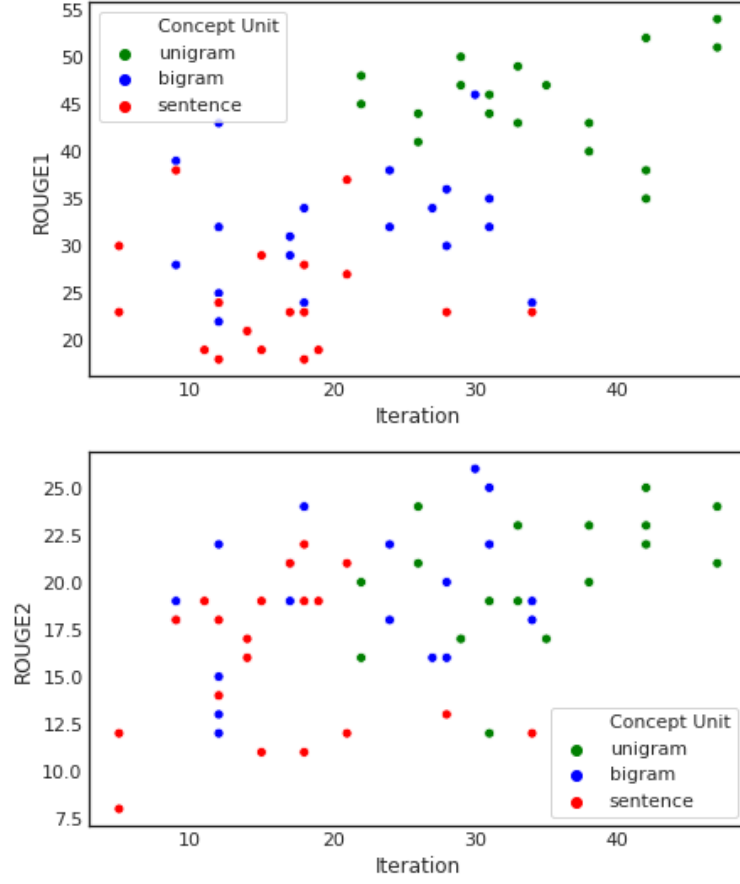 55
50
45
40
35
30
25
20
ROUGE1
Concept Unit
unigram
bigram
sentence
10 20 30 40
Iteration
25.0
22.5
20.0
17.5
15.0
12.5
10.0
7.5
ROUGE2
Concept Unit
unigram
bigram
sentence
10 20 30 40
Iteration